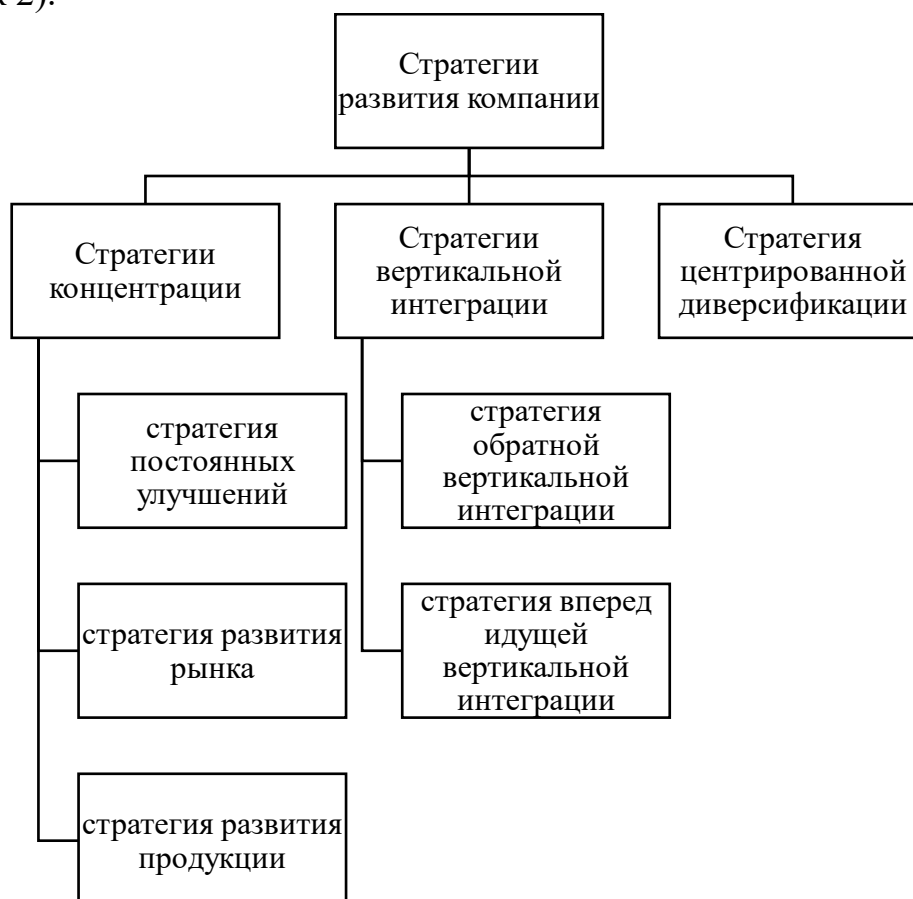 к 2).
Стратегии
развития компании
Стратегии
концентрации
Стратегии
вертикальной
интеграции
Стратегия
центрированной
диверсификации
стратегия
постоянных
улучшений
стратегия
обратной
вертикальной
интеграции
стратегия развития
рынка
стратегия вперед
идущей
вертикальной
интеграции
стратегия развития
продукции